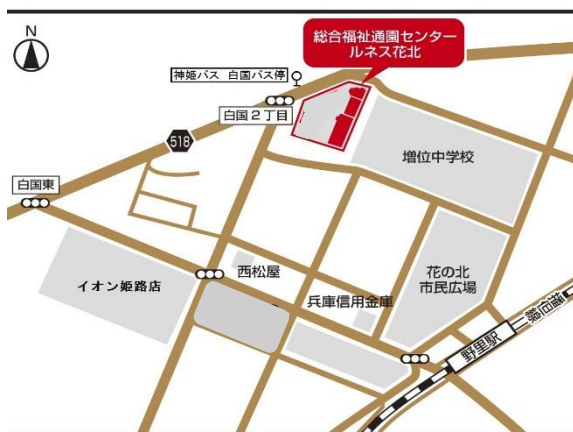 N
総合福祉通園センター
ルネス花北
神姫バス 白国バス停
白国2丁目
518
増位中学校
白国東
花の北
市民広場
西松屋
イオン姫路店
兵庫信用金庫
野里駅
播但線